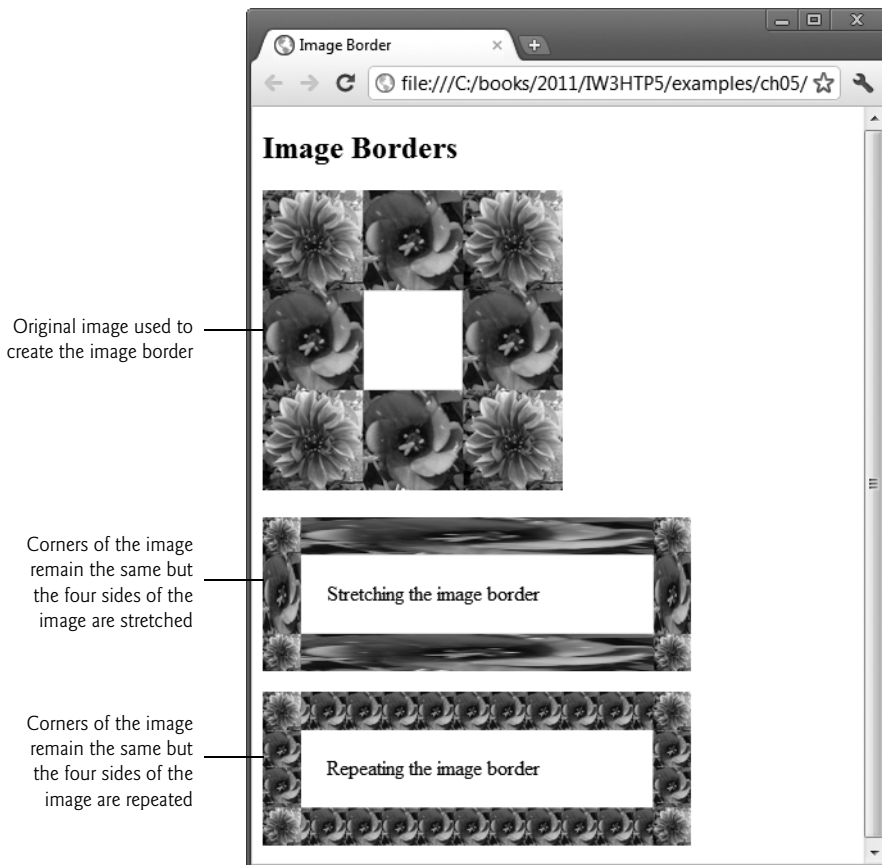 Image Border
file:///C:/books/2011/IW3HTP5/examples/ch05/
Image Borders
Original image used to
create the image border
Corners of the image
remain the same but
the four sides of the
image are stretched
Stretching the image border
Corners of the image
remain the same but
the four sides of the
image are repeated
Repeating the image border